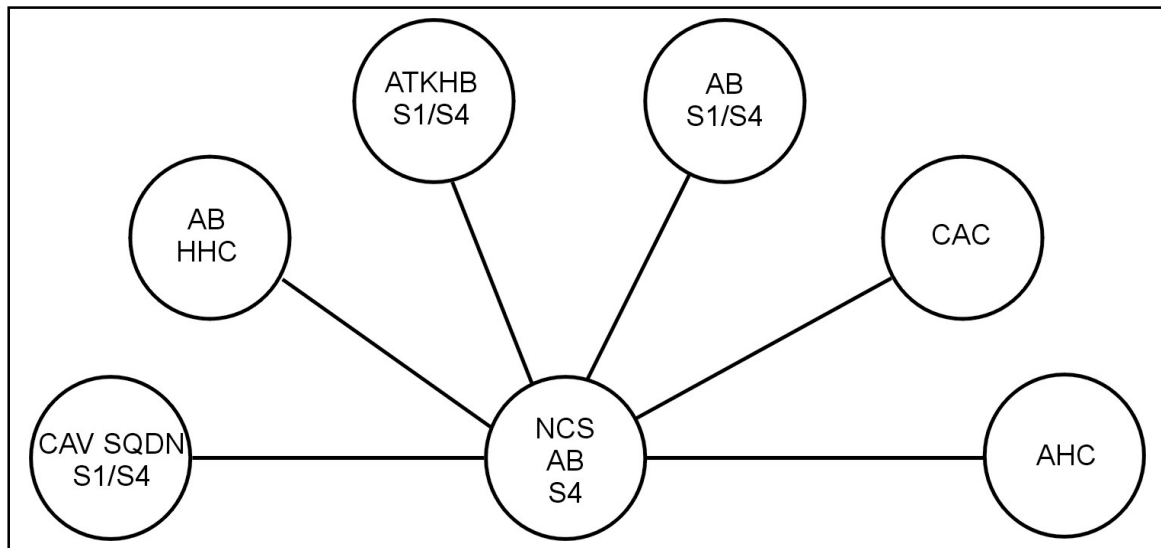 ATKHB
S1/S4
AB
S1/S4
AB
HHC
CAC
CAV SQDN
S1/S4
NCS
AB
S4
AHC